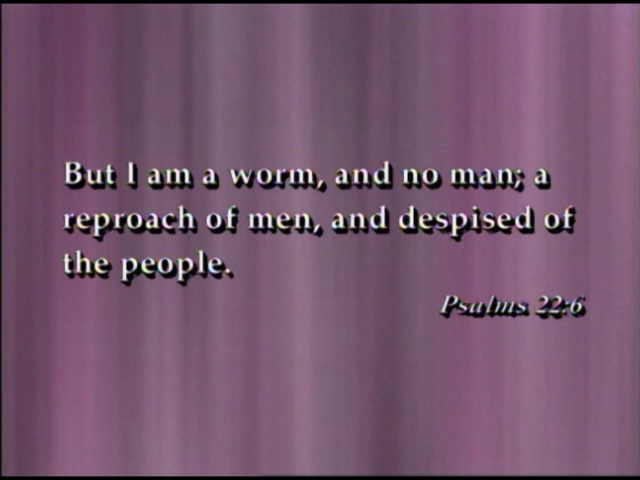 But I am a worm, and no man; a
reproach of men, and despised of
the people.
Psalms 22:6